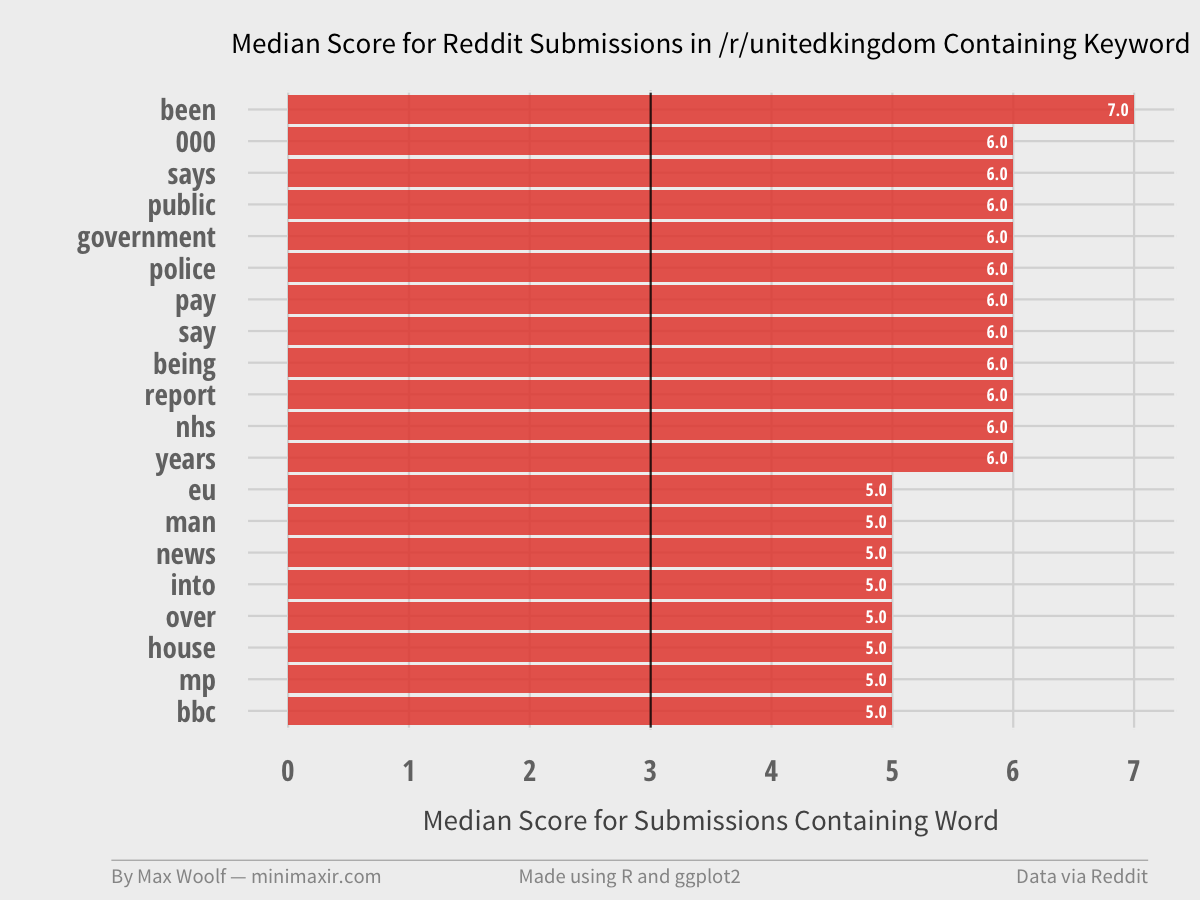 Median Score for Reddit Submissions in /r/unitedkingdom Containing Keyword
been 7.0
000 6.0
says 6.0
public 6.0
government 6.0
police 6.0
pay 6.0
say 6.0
being 6.0
report 6.0
nhs 6.0
years 6.0
eu 5.0
man 5.0
news 5.0
into 5.0
over 5.0
house 5.0
mp 5.0
bbc 5.0
0 1 2 3 4 5 6 7
Median Score for Submissions Containing Word
By Max Woolf — minimaxir.com Made using R and ggplot2 Data via Reddit